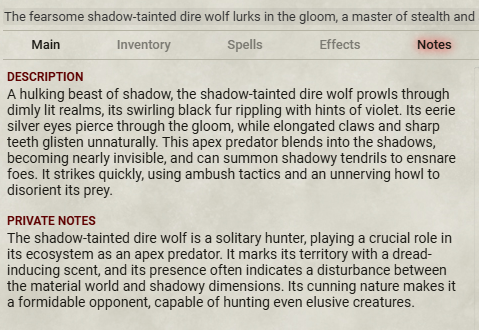 The fearsome shadow-tainted dire wolf lurks in the gloom, a master of stealth and
Main Inventory Spells Effects Notes
DESCRIPTION
A hulking beast of shadow, the shadow-tainted dire wolf prowls through
dimly lit realms, its swirling black fur rippling with hints of violet. Its eerie
silver eyes pierce through the gloom, while elongated claws and sharp
teeth glisten unnaturally. This apex predator blends into the shadows,
becoming nearly invisible, and can summon shadowy tendrils to ensnare
foes. It strikes quickly, using ambush tactics and an unnerving howl to
disorient its prey.
PRIVATE NOTES
The shadow-tainted dire wolf is a solitary hunter, playing a crucial role in
its ecosystem as an apex predator. It marks its territory with a dread-
inducing scent, and its presence often indicates a disturbance between
the material world and shadowy dimensions. Its cunning nature makes it
a formidable opponent, capable of hunting even elusive creatures.